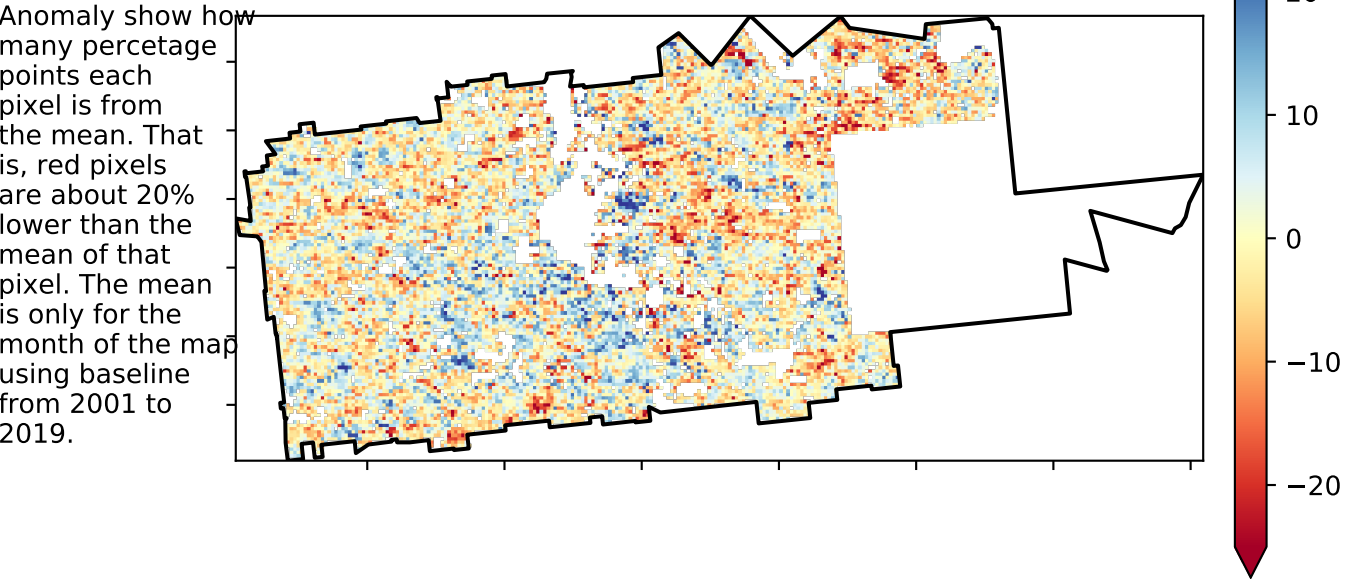 Anomaly show how
many percetage
points each
pixel is from
the mean. That
is, red pixels
are about 20%
lower than the
mean of that
pixel. The mean
is only for the
month of the map
using baseline
from 2001 to
2019.
10
0
−10
−20